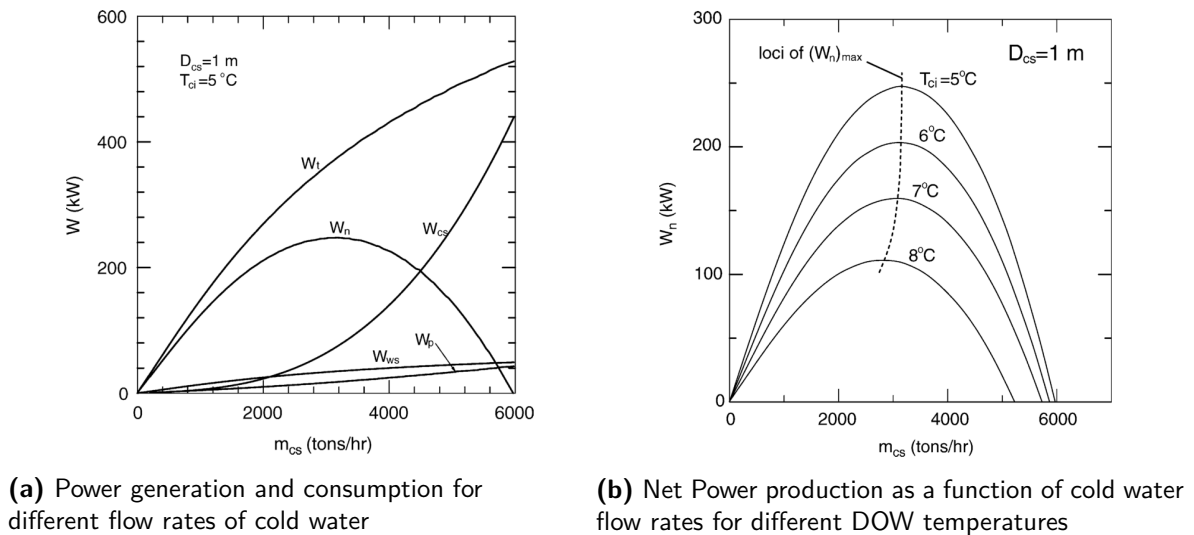 600
400
200
0
W (kW)
D_cs=1 m
T_ci=5 °C
W_t
W_n
W_cs
W_ws
W_p
0
2000
4000
6000
m_cs (tons/hr)
(a) Power generation and consumption for
different flow rates of cold water
300
200
100
0
W_n (kW)
loci of (W_n)max
D_cs=1 m
T_ci=5°C
6°C
7°C
8°C
0
2000
4000
6000
m_cs (tons/hr)
(b) Net Power production as a function of cold water
flow rates for different DOW temperatures